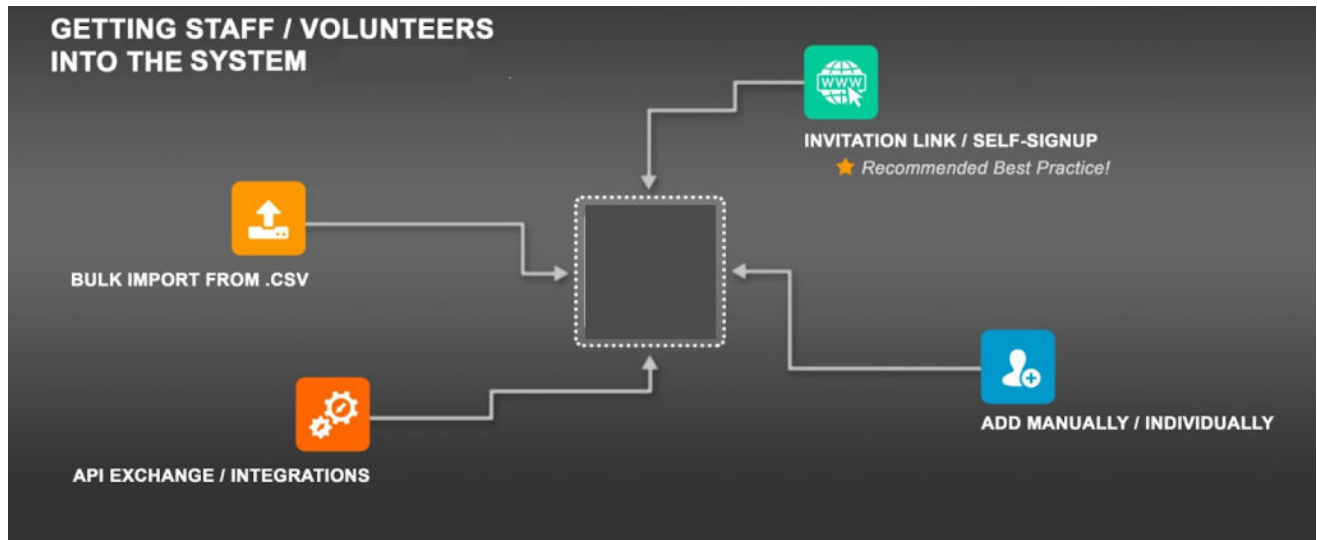 GETTING STAFF / VOLUNTEERS
INTO THE SYSTEM
WWW
INVITATION LINK / SELF-SIGNUP
Recommended Best Practice!
BULK IMPORT FROM .CSV
ADD MANUALLY / INDIVIDUALLY
API EXCHANGE / INTEGRATIONS